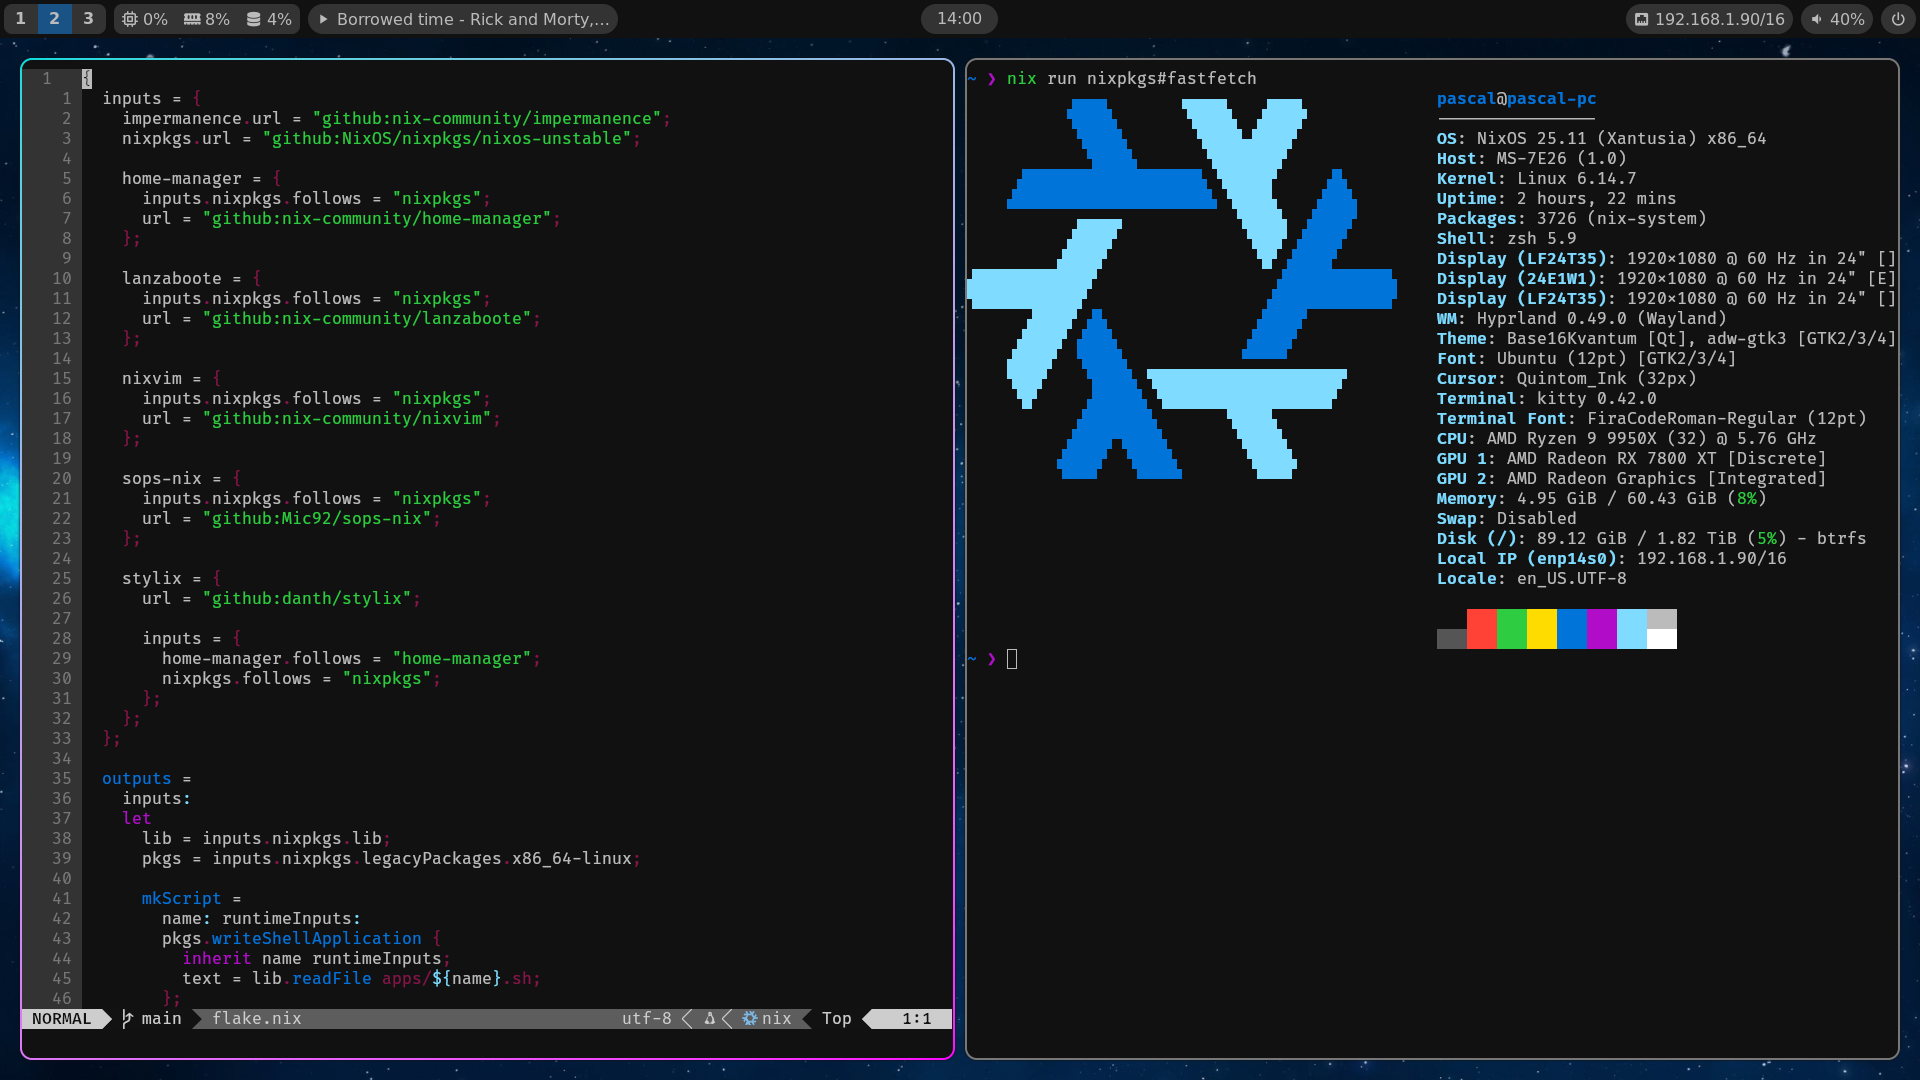 1 2 3 0% 8% 4% Borrowed time - Rick and Morty,... 14:00 192.168.1.90/16 40%
1 {
1 inputs = {
2 impermanence.url = "github:nix-community/impermanence";
3 nixpkgs.url = "github:NixOS/nixpkgs/nixos-unstable";
4
5 home-manager = {
6 inputs.nixpkgs.follows = "nixpkgs";
7 url = "github:nix-community/home-manager";
8 };
9
10 lanzaboote = {
11 inputs.nixpkgs.follows = "nixpkgs";
12 url = "github:nix-community/lanzaboote";
13 };
14
15 nixvim = {
16 inputs.nixpkgs.follows = "nixpkgs";
17 url = "github:nix-community/nixvim";
18 };
19
20 sops-nix = {
21 inputs.nixpkgs.follows = "nixpkgs";
22 url = "github:Mic92/sops-nix";
23 };
24
25 stylix = {
26 url = "github:danth/stylix";
27
28 inputs = {
29 home-manager.follows = "home-manager";
30 nixpkgs.follows = "nixpkgs";
31 };
32 };
33 };
34
35 outputs =
36 inputs:
37 let
38 lib = inputs.nixpkgs.lib;
39 pkgs = inputs.nixpkgs.legacyPackages.x86_64-linux;
40
41 mkScript =
42 name: runtimeInputs:
43 pkgs.writeShellApplication {
44 inherit name runtimeInputs;
45 text = lib.readFile apps/${name}.sh;
46 };
NORMAL main flake.nix utf-8 nix Top 1:1
~ ❯ nix run nixpkgs#fastfetch
pascal@pascal-pc
----------------
OS: NixOS 25.11 (Xantusia) x86_64
Host: MS-7E26 (1.0)
Kernel: Linux 6.14.7
Uptime: 2 hours, 22 mins
Packages: 3726 (nix-system)
Shell: zsh 5.9
Display (LF24T35): 1920×1080 @ 60 Hz in 24" []
Display (24E1W1): 1920×1080 @ 60 Hz in 24" [E]
Display (LF24T35): 1920×1080 @ 60 Hz in 24" []
WM: Hyprland 0.49.0 (Wayland)
Theme: Base16Kvantum [Qt], adw-gtk3 [GTK2/3/4]
Font: Ubuntu (12pt) [GTK2/3/4]
Cursor: Quintom_Ink (32px)
Terminal: kitty 0.42.0
Terminal Font: FiraCodeRoman-Regular (12pt)
CPU: AMD Ryzen 9 9950X (32) @ 5.76 GHz
GPU 1: AMD Radeon RX 7800 XT [Discrete]
GPU 2: AMD Radeon Graphics [Integrated]
Memory: 4.95 GiB / 60.43 GiB (8%)
Swap: Disabled
Disk (/): 89.12 GiB / 1.82 TiB (5%) - btrfs
Local IP (enp14s0): 192.168.1.90/16
Locale: en_US.UTF-8
~ ❯